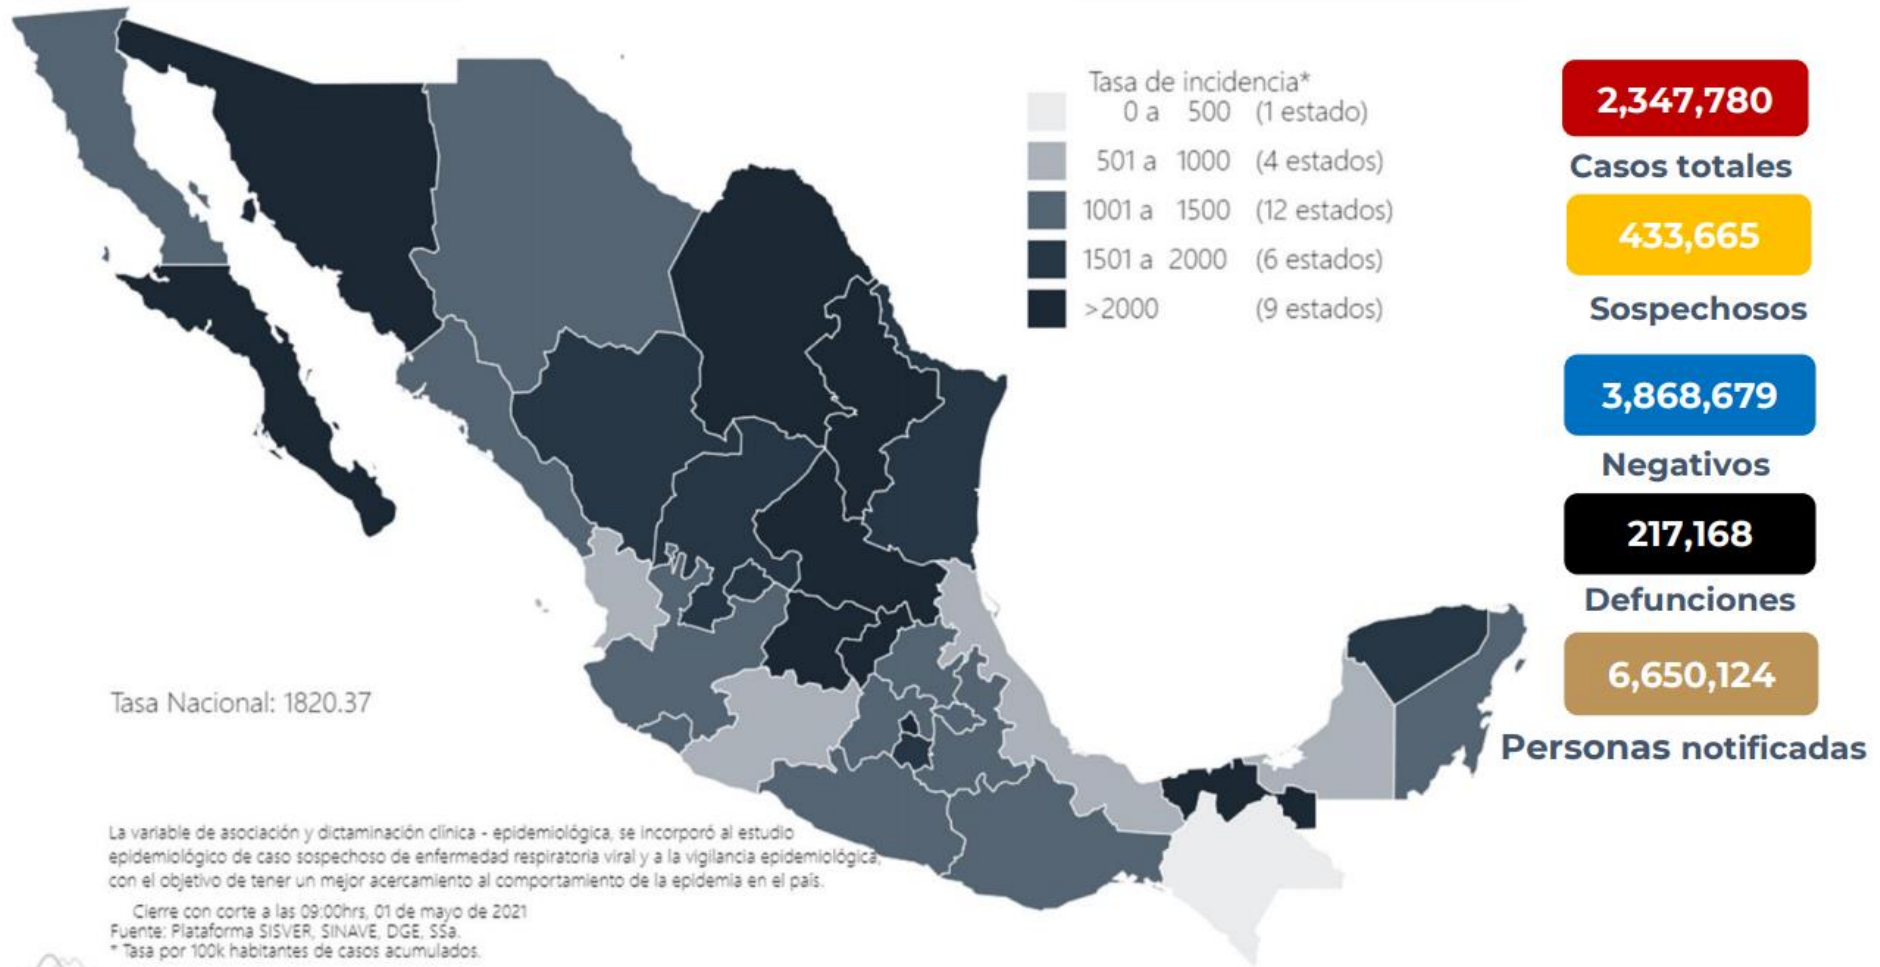 Tasa de incidencia*
0 a 500 (1 estado)
501 a 1000 (4 estados)
1001 a 1500 (12 estados)
1501 a 2000 (6 estados)
>2000 (9 estados)
2,347,780
Casos totales
433,665
Sospechosos
3,868,679
Negativos
217,168
Defunciones
6,650,124
Personas notificadas
Tasa Nacional: 1820.37
La variable de asociación y dictaminación clínica - epidemiológica, se incorporó al estudio
epidemiológico de caso sospechoso de enfermedad respiratoria viral y a la vigilancia epidemiológica,
con el objetivo de tener un mejor acercamiento al comportamiento de la epidemia en el país.
Cierre con corte a las 09:00hrs, 01 de mayo de 2021
Fuente: Plataforma SISVER, SINAVE, DGE, SSa.
* Tasa por 100k habitantes de casos acumulados.